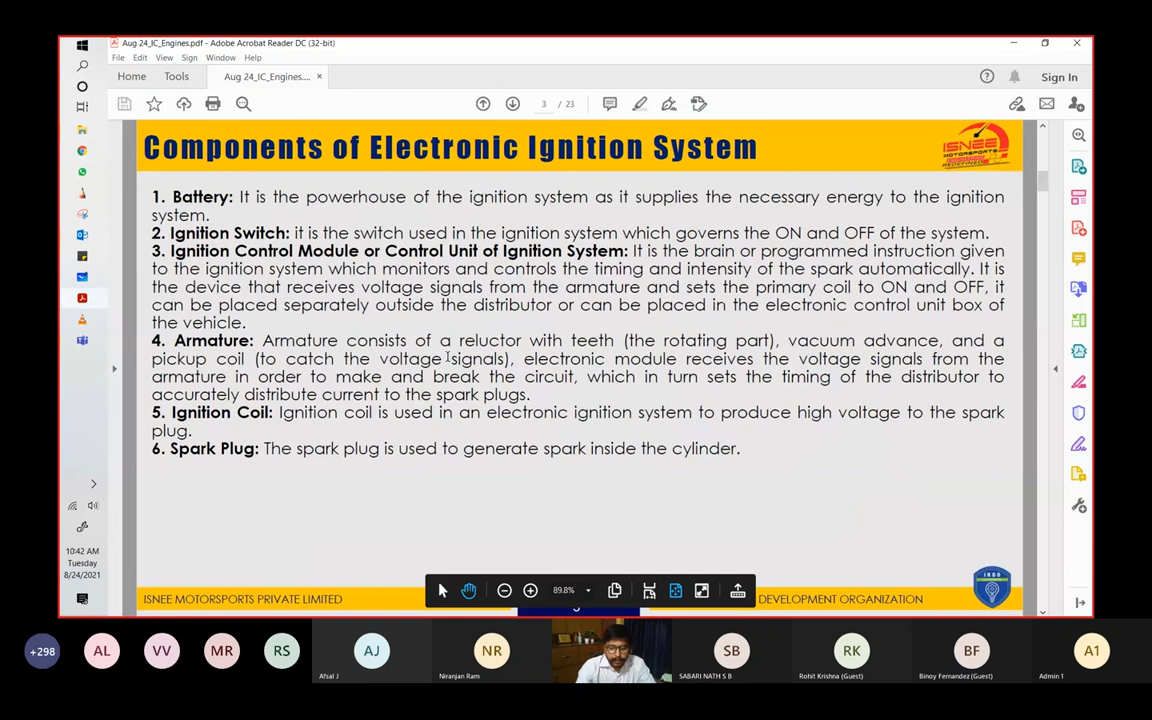 Aug 24_IC_Engines.pdf - Adobe Acrobat Reader DC (32-bit)
File Edit View Sign Window Help
Home Tools Aug 24_IC_Engines.... × Sign In
3 / 23
Components of Electronic Ignition System
ISNEE
MOTORSPORTS
REDEFINED
1. Battery: It is the powerhouse of the ignition system as it supplies the necessary energy to the ignition
system.
2. Ignition Switch: it is the switch used in the ignition system which governs the ON and OFF of the system.
3. Ignition Control Module or Control Unit of Ignition System: It is the brain or programmed instruction given
to the ignition system which monitors and controls the timing and intensity of the spark automatically. It is
the device that receives voltage signals from the armature and sets the primary coil to ON and OFF, it
can be placed separately outside the distributor or can be placed in the electronic control unit box of
the vehicle.
4. Armature: Armature consists of a reluctor with teeth (the rotating part), vacuum advance, and a
pickup coil (to catch the voltage signals), electronic module receives the voltage signals from the
armature in order to make and break the circuit, which in turn sets the timing of the distributor to
accurately distribute current to the spark plugs.
5. Ignition Coil: Ignition coil is used in an electronic ignition system to produce high voltage to the spark
plug.
6. Spark Plug: The spark plug is used to generate spark inside the cylinder.
10:42 AM
Tuesday
8/24/2021
89.8%
IRDO
ISNEE MOTORSPORTS PRIVATE LIMITED
DEVELOPMENT ORGANIZATION
+298 AL VV MR RS AJ NR SB RK BF A1
Afsal J Niranjan Ram SABARI NATH S B Rohit Krishna (Guest) Binoy Fernandez (Guest) Admin 1